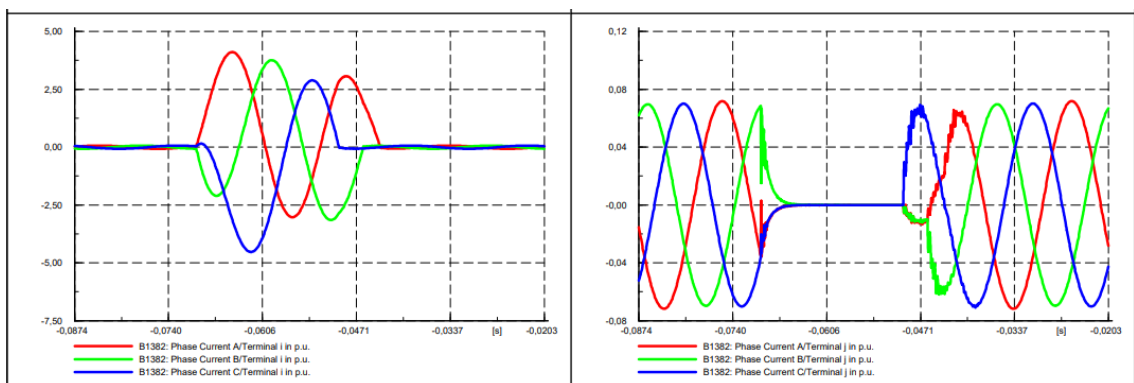 5,00
2,50
0,00
-2,50
-5,00
-7,50
-0,0874 -0,0740 -0,0606 -0,0471 -0,0337 [s] -0,0203
B1382: Phase Current A/Terminal i in p.u.
B1382: Phase Current B/Terminal i in p.u.
B1382: Phase Current C/Terminal i in p.u.
0,12
0,08
0,04
-0,00
-0,04
-0,08
-0,0874 -0,0740 -0,0606 -0,0471 -0,0337 [s] -0,0203
B1382: Phase Current A/Terminal j in p.u.
B1382: Phase Current B/Terminal j in p.u.
B1382: Phase Current C/Terminal j in p.u.